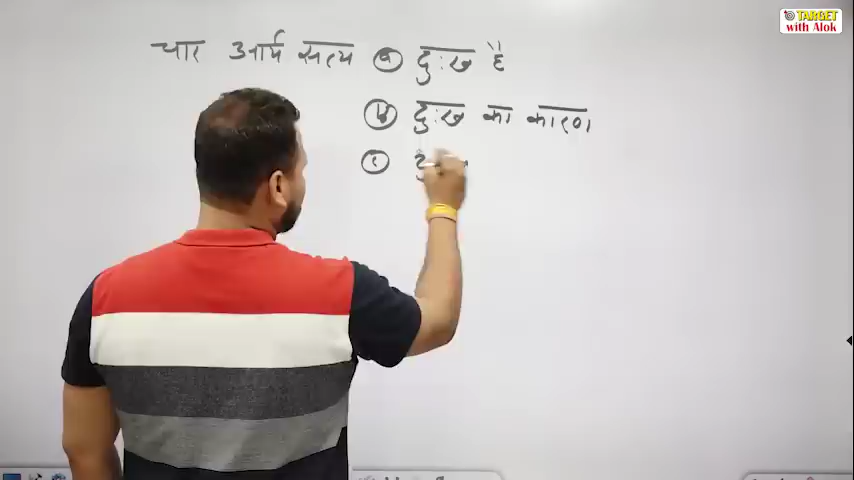 TARGET
with Alok
चार आर्य सत्य (a) दुःख है
(b) दुःख का कारण
(c)